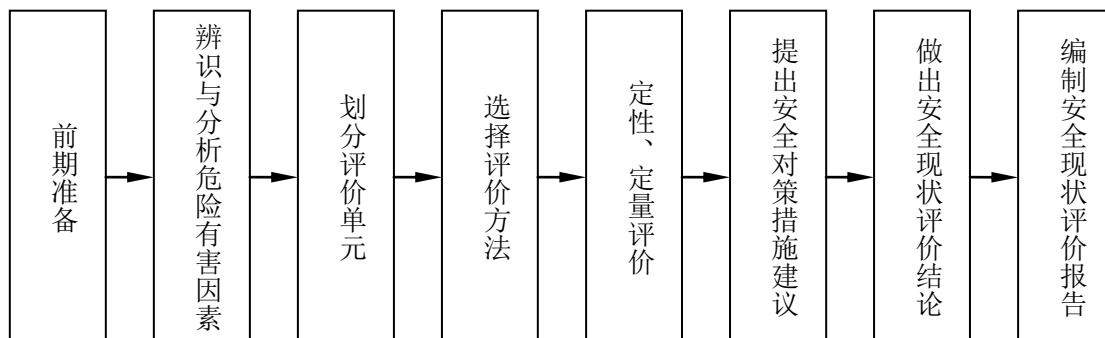 前期准备
辨识与分析危险有害因素
划分评价单元
选择评价方法
定性、定量评价
提出安全对策措施建议
做出安全现状评价结论
编制安全现状评价报告